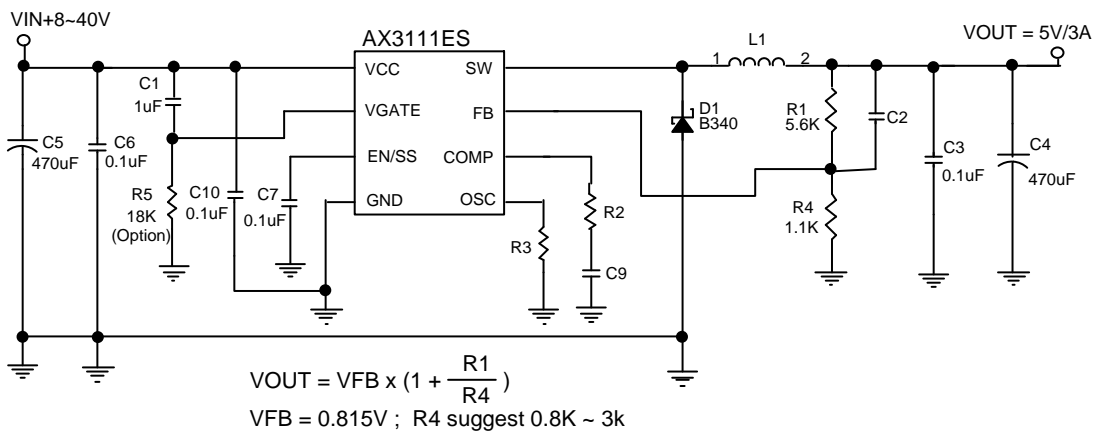 VIN+8~40V
VOUT = 5V/3A
AX3111ES
L1
1
2
VCC
SW
C1
1uF
VGATE
FB
D1
B340
R1
5.6K
C2
C5
470uF
C6
0.1uF
EN/SS
COMP
C3
0.1uF
C4
470uF
R5
18K
(Option)
C10
0.1uF
C7
0.1uF
GND
OSC
R2
R4
1.1K
R3
C9
VOUT = VFB x (1 + R1/R4 )
VFB = 0.815V ; R4 suggest 0.8K ~ 3k